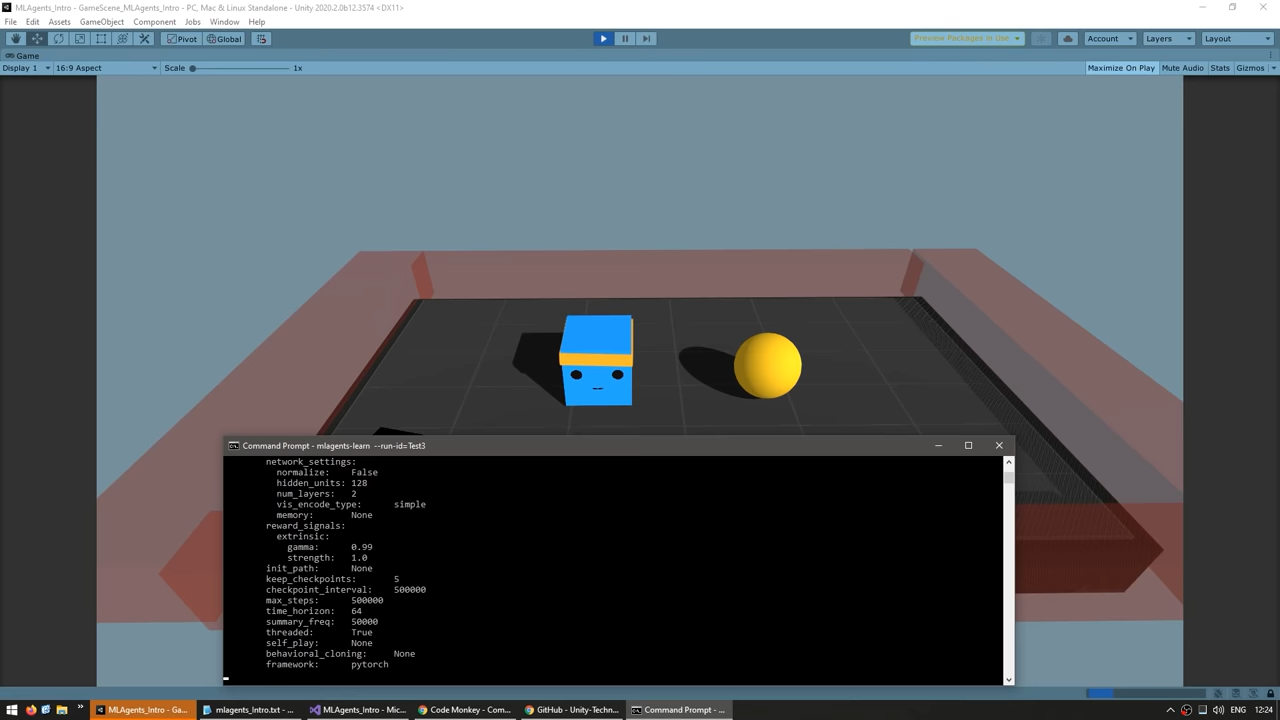 MLAgents_Intro - GameScene_MLAgents_Intro - PC, Mac & Linux Standalone - Unity 2020.2.0b12.3574 <DX11>
File Edit Assets GameObject Component Jobs Window Help
Pivot Global Preview Packages in Use Account Layers Layout
Game
Display 1 16:9 Aspect Scale 1x Maximize On Play Mute Audio Stats Gizmos
Command Prompt - mlagents-learn --run-id=Test3
network_settings:
normalize: False
hidden_units: 128
num_layers: 2
vis_encode_type: simple
memory: None
reward_signals:
extrinsic:
gamma: 0.99
strength: 1.0
init_path: None
keep_checkpoints: 5
checkpoint_interval: 500000
max_steps: 500000
time_horizon: 64
summary_freq: 50000
threaded: True
self_play: None
behavioral_cloning: None
framework: pytorch
MLAgents_Intro - Ga... mlagents_Intro.txt - ... MLAgents_Intro - Mic... Code Monkey - Com... GitHub - Unity-Techn... Command Prompt - ... ENG 12:24